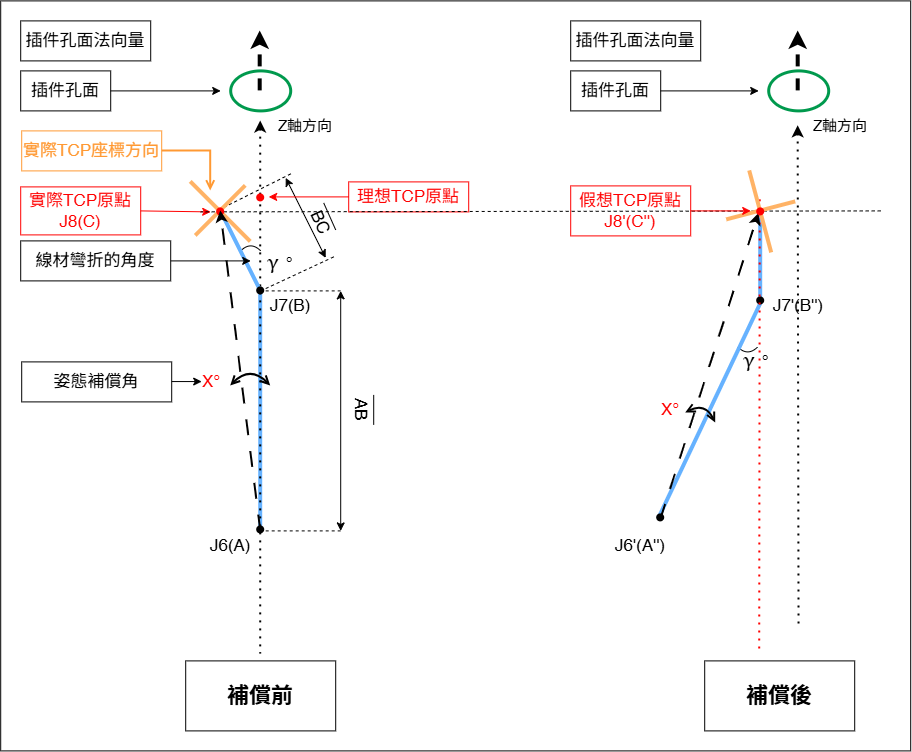 插件孔面法向量
插件孔面
Z軸方向
實際TCP座標方向
實際TCP原點
J8(C)
理想TCP原點
BC
線材彎折的角度
γ °
J7(B)
姿態補償角
X°
AB
J6(A)
補償前
插件孔面法向量
插件孔面
Z軸方向
假想TCP原點
J8'(C")
J7'(B")
γ °
X°
J6'(A")
補償後